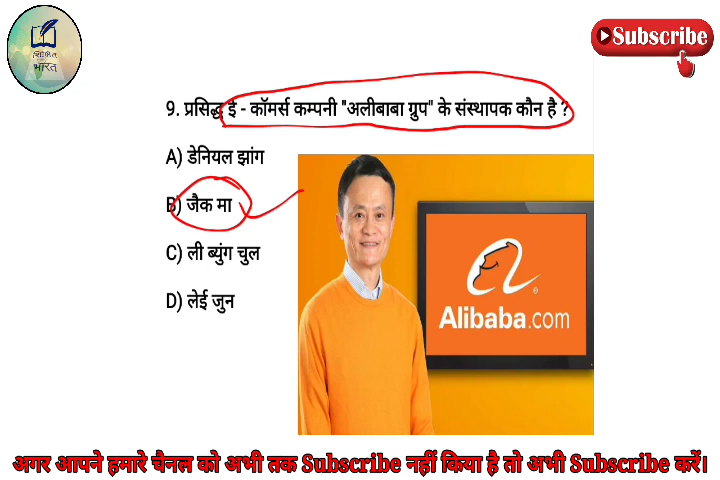 शिक्षित
भारत
Subscribe
9. प्रसिद्ध ई - कॉमर्स कम्पनी "अलीबाबा ग्रुप" के संस्थापक कौन है ?
A) डेनियल झांग
B) जैक मा
C) ली ब्युंग चुल
D) लेई जुन
Alibaba.com
अगर आपने हमारे चैनल को अभी तक Subscribe नहीं किया है तो अभी Subscribe करें।